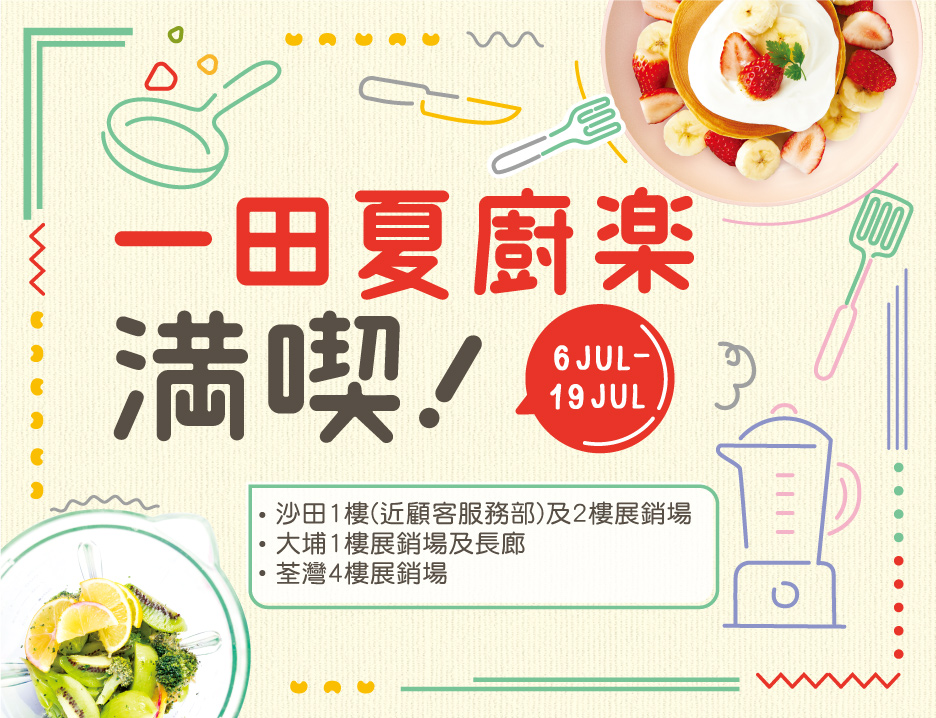 一田夏廚楽
満喫!
6 JUL-
19 JUL
• 沙田1樓(近顧客服務部)及2樓展銷場
• 大埔1樓展銷場及長廊
• 荃灣4樓展銷場